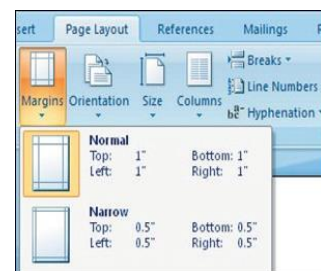 sert Page Layout References Mailings
Breaks
Line Numbers
Margins Orientation Size Columns
Hyphenation
Normal
Top: 1" Bottom: 1"
Left: 1" Right: 1"
Narrow
Top: 0.5" Bottom: 0.5"
Left: 0.5" Right: 0.5"